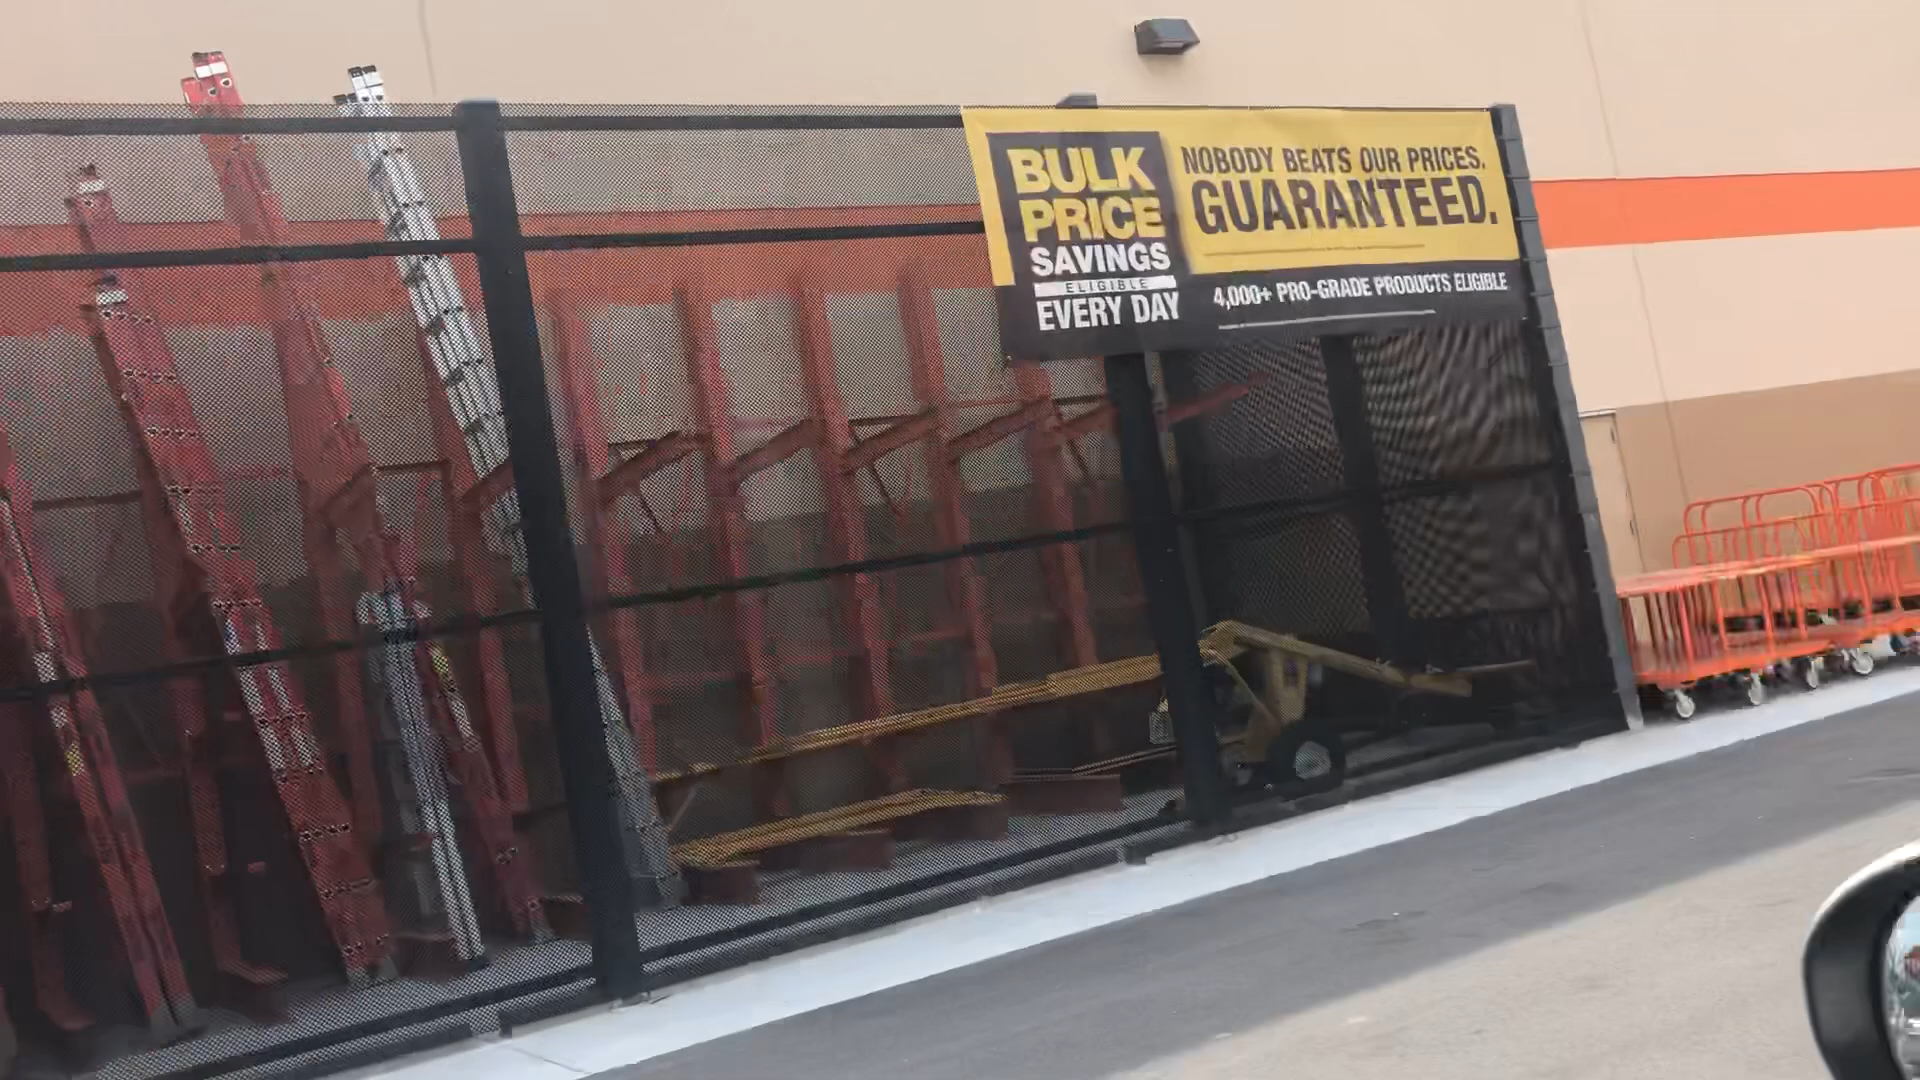 BULK
PRICE
SAVINGS
ELIGIBLE
EVERY DAY
NOBODY BEATS OUR PRICES.
GUARANTEED.
4,000+ PRO-GRADE PRODUCTS ELIGIBLE